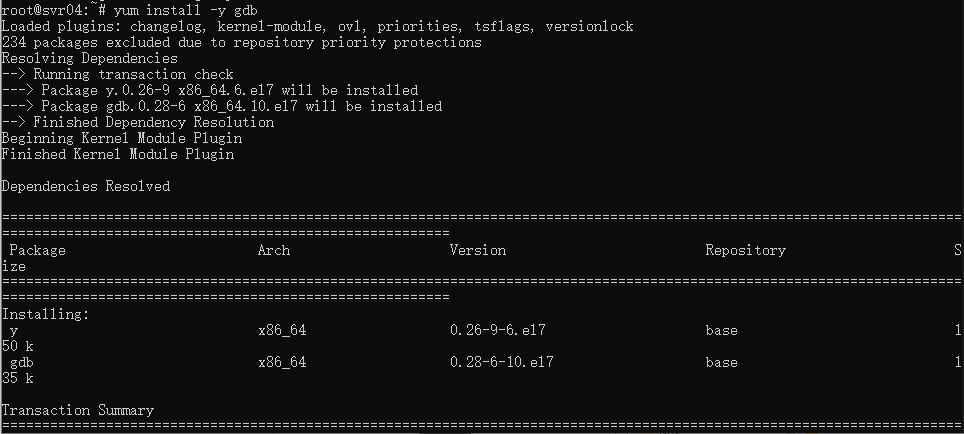 root@svr04:~# yum install -y gdb
Loaded plugins: changelog, kernel-module, ovl, priorities, tsflags, versionlock
234 packages excluded due to repository priority protections
Resolving Dependencies
--> Running transaction check
---> Package y.0.26-9 x86_64.6.el7 will be installed
---> Package gdb.0.28-6 x86_64.10.el7 will be installed
--> Finished Dependency Resolution
Beginning Kernel Module Plugin
Finished Kernel Module Plugin
Dependencies Resolved
================================================================================================================================================================================
Package Arch Version Repository S
ize
================================================================================================================================================================================
Installing:
y x86_64 0.26-9-6.el7 base 1
50 k
gdb x86_64 0.28-6-10.el7 base 1
35 k
Transaction Summary
========================================================================================================================